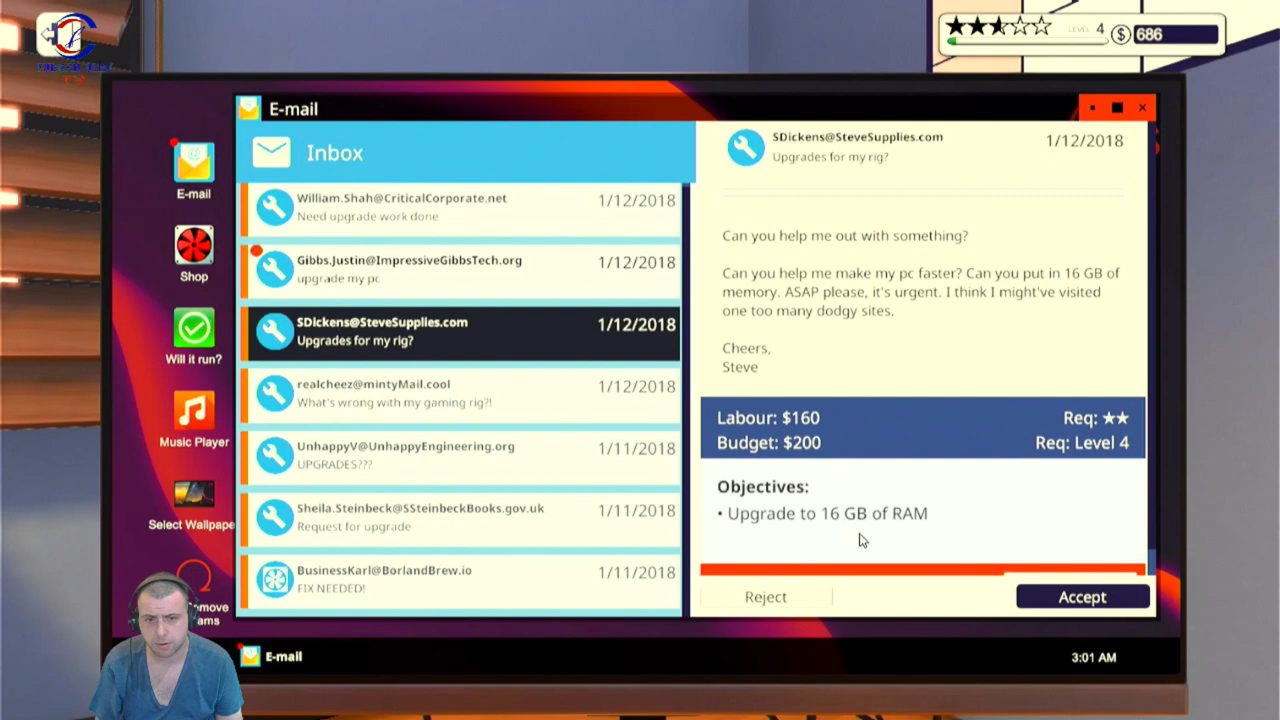 LEVEL 4
$ 686
E-mail
Inbox
E-mail
Shop
Will it run?
Music Player
Select Wallpape
William.Shah@CriticalCorporate.net
1/12/2018
Need upgrade work done
Gibbs.Justin@ImpressiveGibbsTech.org
1/12/2018
upgrade my pc
SDickens@SteveSupplies.com
1/12/2018
Upgrades for my rig?
realcheez@mintyMail.cool
1/12/2018
What's wrong with my gaming rig?!
UnhappyV@UnhappyEngineering.org
1/11/2018
UPGRADES???
Sheila.Steinbeck@SSteinbeckBooks.gov.uk
1/11/2018
Request for upgrade
BusinessKarl@BorlandBrew.io
1/11/2018
FIX NEEDED!
SDickens@SteveSupplies.com
1/12/2018
Upgrades for my rig?
Can you help me out with something?
Can you help me make my pc faster? Can you put in 16 GB of
memory. ASAP please, it's urgent. I think I might've visited
one too many dodgy sites.
Cheers,
Steve
Labour: $160
Req: ★★
Budget: $200
Req: Level 4
Objectives:
• Upgrade to 16 GB of RAM
Reject
Accept
E-mail
3:01 AM